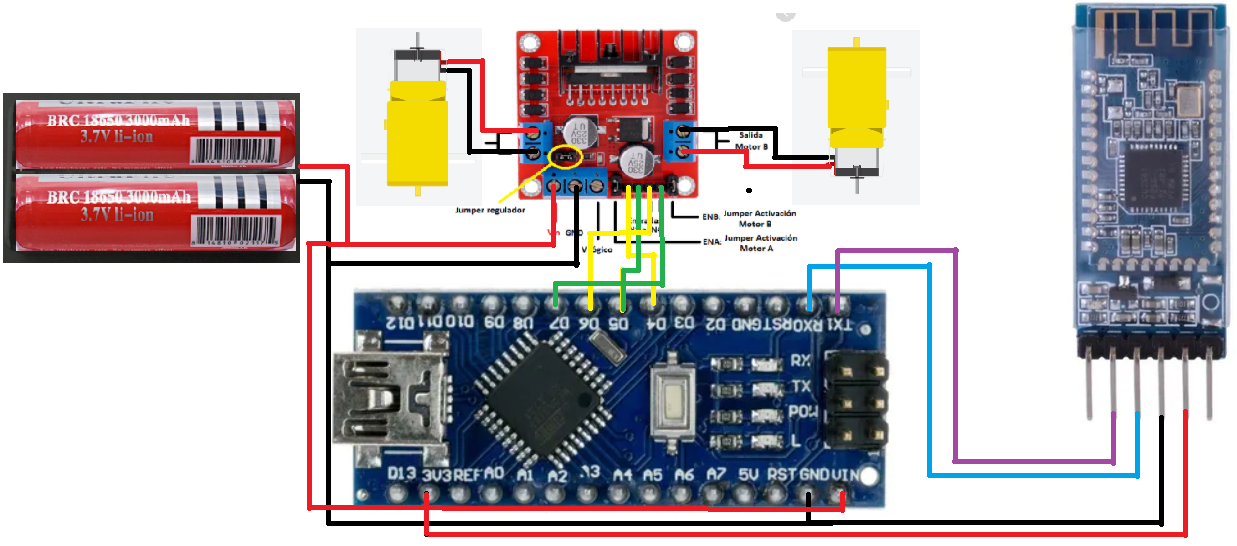 BRC 18650 3000mAh
3.7V li-ion
BRC 18650 3000mAh
3.7V li-ion
Salida
Motor B
Jumper regulador
Vin GND
ENB: Jumper Activación
Motor B
ENA: Jumper Activación
Motor A
D12 D11 D10 D9 D8 D7 D6 D5 D4 D3 D2 GND RST RX0 TX1
RX
TX
POW
L
D13 3V3 REF A0 A1 A2 A3 A4 A5 A6 A7 5V RST GND VIN